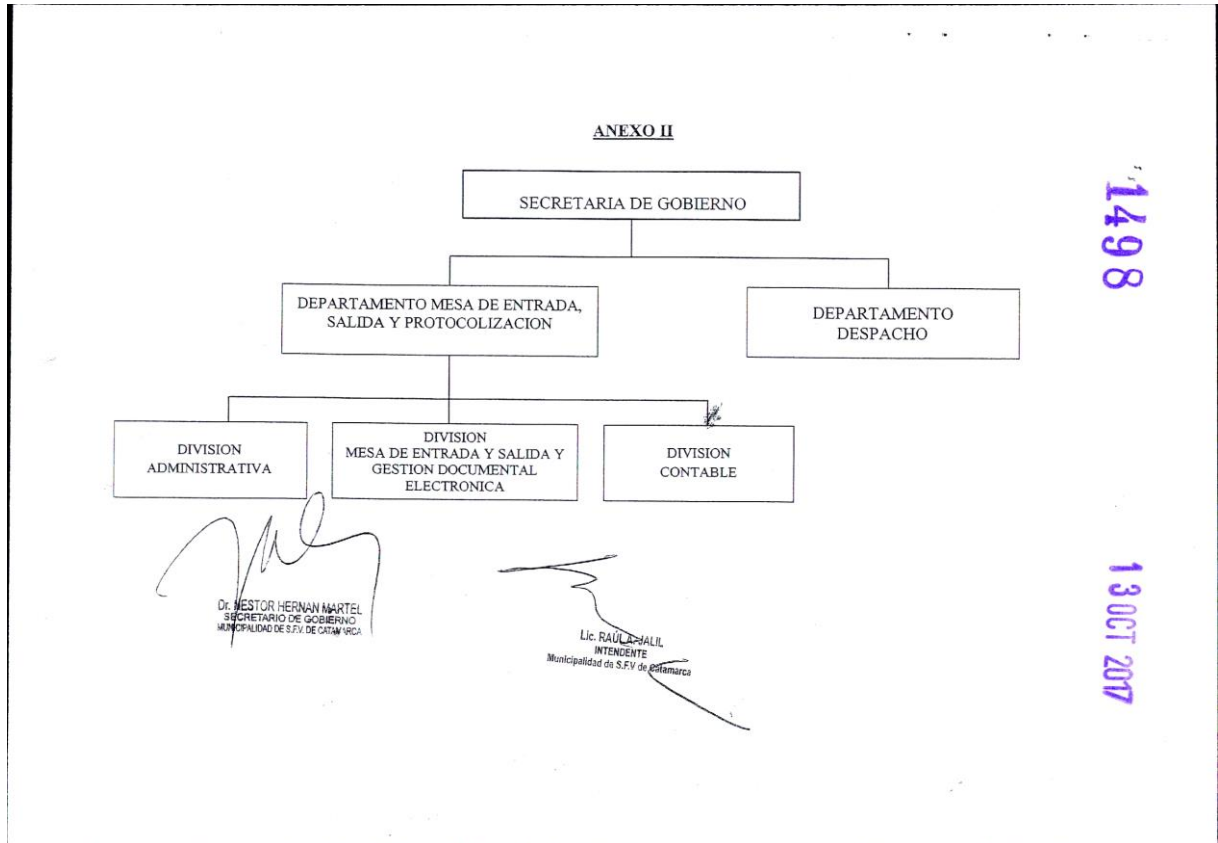 ANEXO II
SECRETARIA DE GOBIERNO
DEPARTAMENTO MESA DE ENTRADA,
SALIDA Y PROTOCOLIZACION
DEPARTAMENTO
DESPACHO
DIVISION
ADMINISTRATIVA
DIVISION
MESA DE ENTRADA Y SALIDA Y
GESTION DOCUMENTAL
ELECTRONICA
DIVISION
CONTABLE
Dr. NESTOR HERNAN MARTEL
SECRETARIO DE GOBIERNO
MUNICIPALIDAD DE S.F.V. DE CATAMARCA
Lic. RAÚL A. JALIL
INTENDENTE
Municipalidad de S.F.V de Catamarca
1498
13 OCT 2017